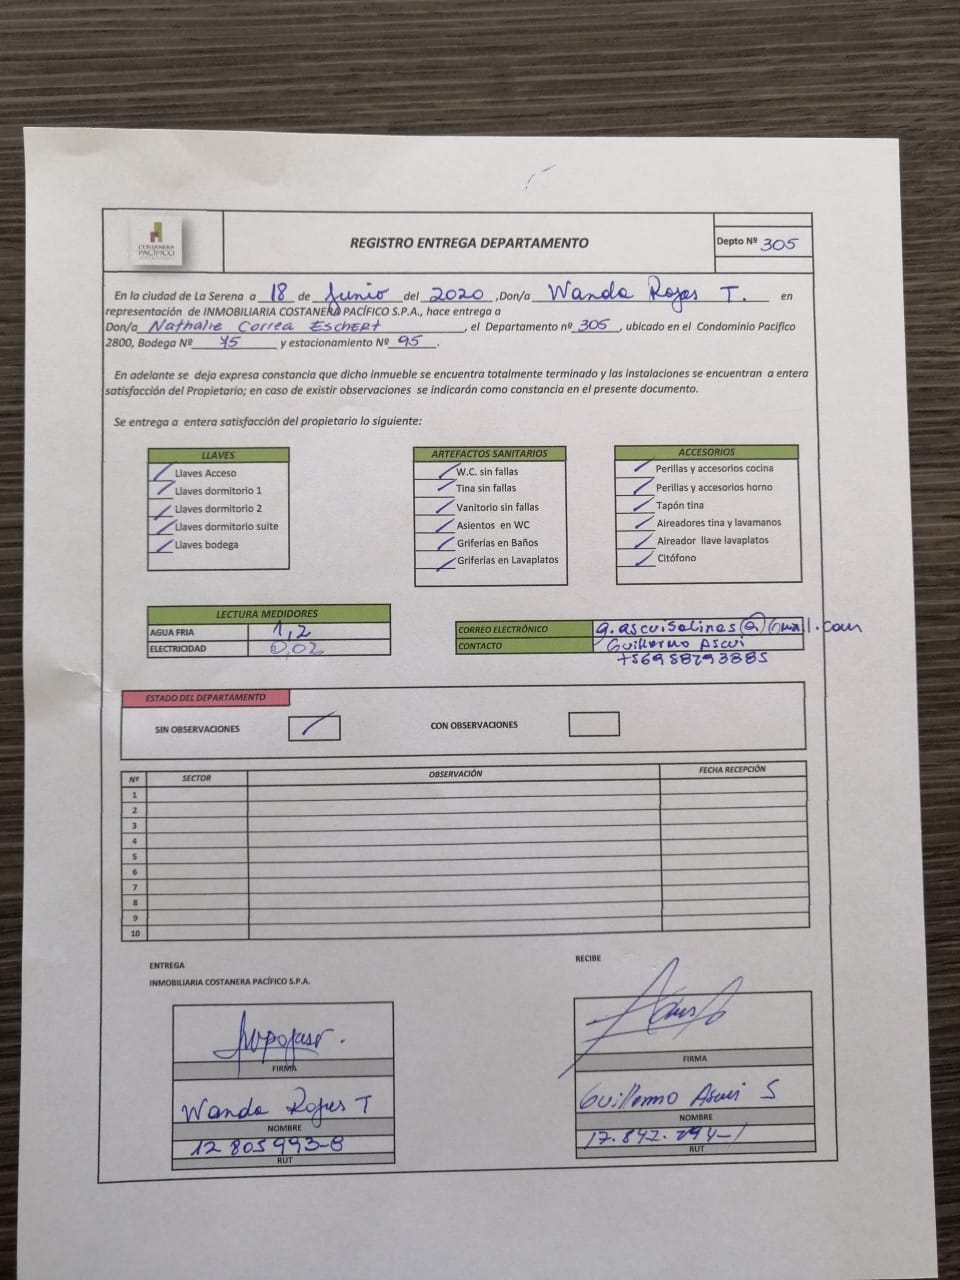 COSTANERA
PACÍFICO
REGISTRO ENTREGA DEPARTAMENTO
Depto Nº 305
En la ciudad de La Serena a 18 de Junio del 2020, Don/a Wanda Rojas T. en
representación de INMOBILIARIA COSTANERA PACÍFICO S.P.A., hace entrega a
Don/a Nathalie Correa Eschert, el Departamento nº 305, ubicado en el Condominio Pacifico
2800, Bodega Nº 75 y estacionamiento Nº 95.
En adelante se deja expresa constancia que dicho inmueble se encuentra totalmente terminado y las instalaciones se encuentran a entera
satisfacción del Propietario; en caso de existir observaciones se indicarán como constancia en el presente documento.
Se entrega a entera satisfacción del propietario lo siguiente:
LLAVES
Llaves Acceso
Llaves dormitorio 1
Llaves dormitorio 2
Llaves dormitorio suite
Llaves bodega
ARTEFACTOS SANITARIOS
W.C. sin fallas
Tina sin fallas
Vanitorio sin fallas
Asientos en WC
Griferias en Baños
Griferias en Lavaplatos
ACCESORIOS
Perillas y accesorios cocina
Perillas y accesorios horno
Tapón tina
Aireadores tina y lavamanos
Aireador llave lavaplatos
Citófono
LECTURA MEDIDORES
AGUA FRIA 1,2
ELECTRICIDAD 0,02
CORREO ELECTRÓNICO g.ascuisalinas@gmail.com
CONTACTO Guillermo Ascui
+56958793885
ESTADO DEL DEPARTAMENTO
SIN OBSERVACIONES
CON OBSERVACIONES
Nº SECTOR OBSERVACIÓN FECHA RECEPCIÓN
1
2
3
4
5
6
7
8
9
10
ENTREGA
INMOBILIARIA COSTANERA PACÍFICO S.P.A.
FIRMA
Wanda Rojas T
NOMBRE
12805993-8
RUT
RECIBE
FIRMA
Guillermo Ascui S
NOMBRE
17.842.794-1
RUT